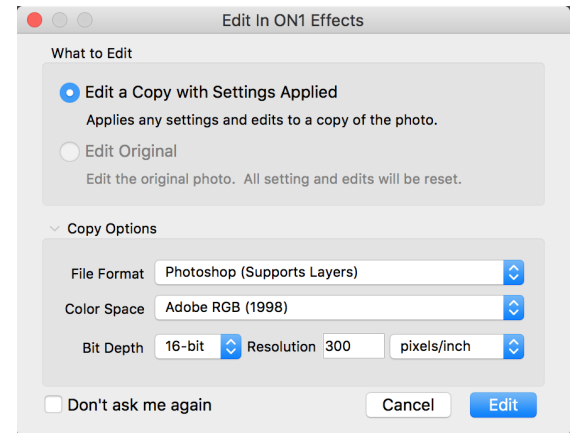 Edit In ON1 Effects
What to Edit
Edit a Copy with Settings Applied
Applies any settings and edits to a copy of the photo.
Edit Original
Edit the original photo.  All setting and edits will be reset.
Copy Options
File Format Photoshop (Supports Layers)
Color Space Adobe RGB (1998)
Bit Depth 16-bit Resolution 300 pixels/inch
Don't ask me again Cancel Edit